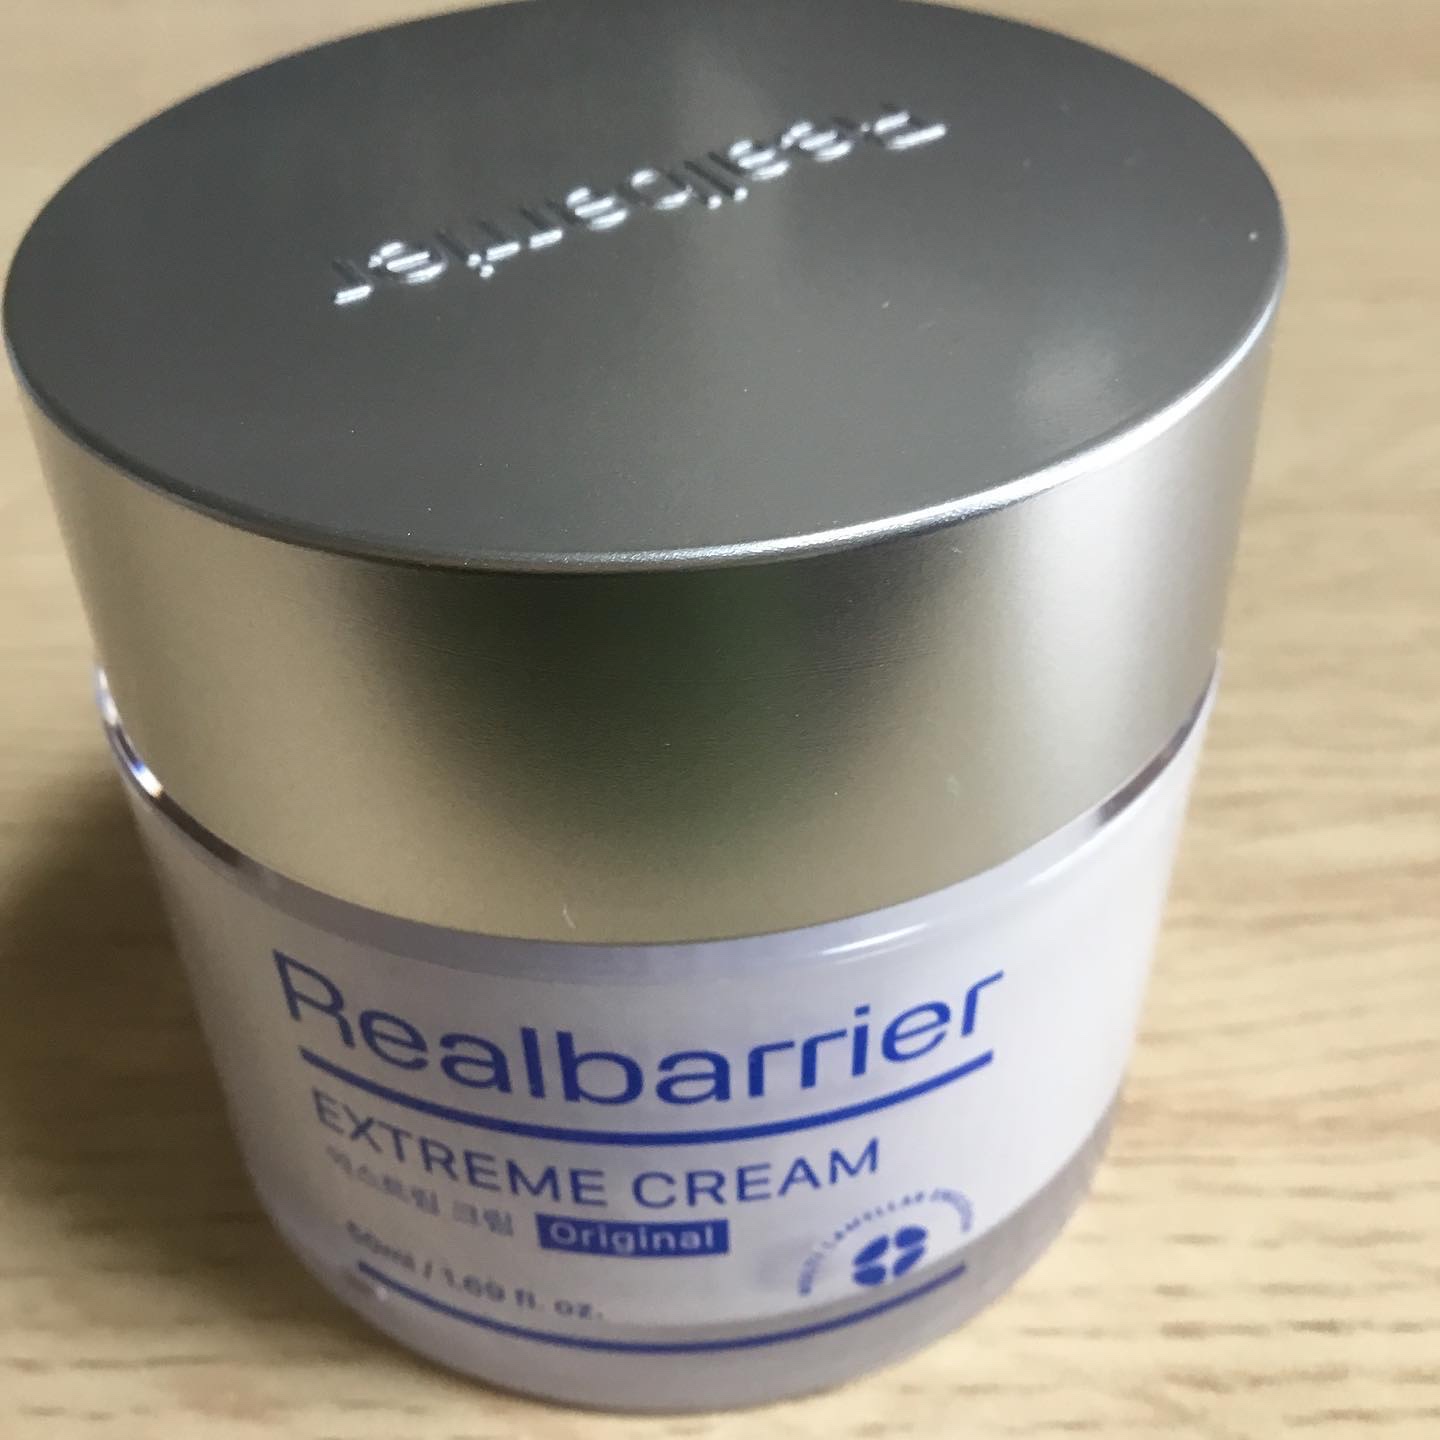 Realbarrier
Realbarrier
EXTREME CREAM
익스트림 크림 Original
50ml / 1.69 fl. oz.